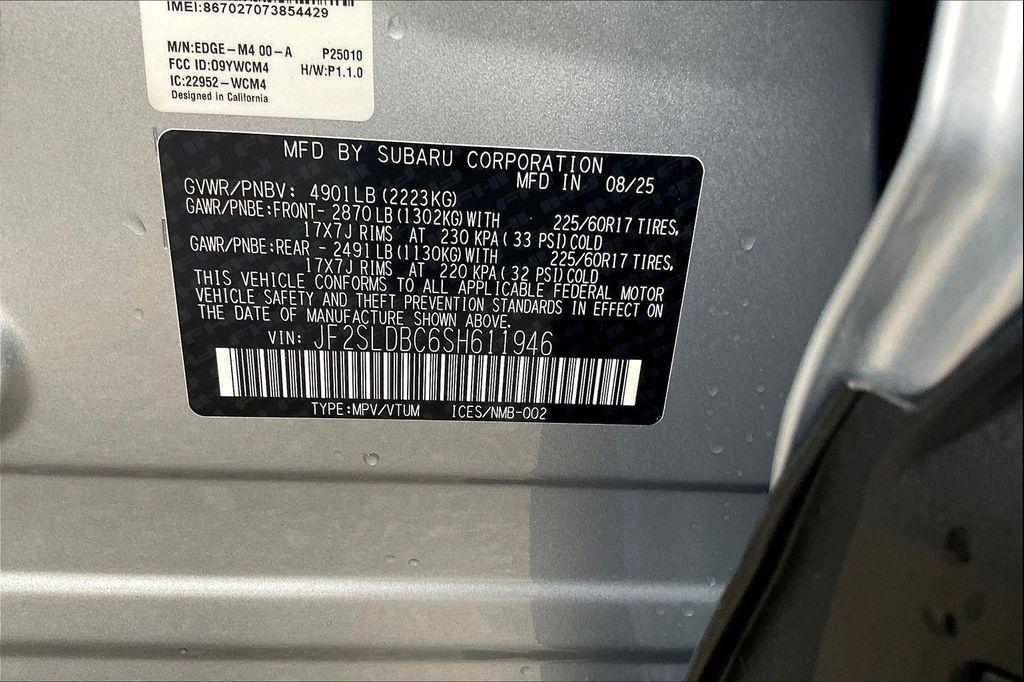 IMEI:867027073854429
M/N:EDGE-M4 00-A P25010
FCC ID:O9YWCM4 H/W:P1.1.0
IC:22952-WCM4
Designed in California
MFD BY SUBARU CORPORATION
MFD IN 08/25
GVWR/PNBV: 4901LB(2223KG)
GAWR/PNBE:FRONT- 2870LB(1302KG)WITH 225/60R17 TIRES,
17X7J RIMS AT 230 KPA(33 PSI)COLD
GAWR/PNBE:REAR - 2491LB(1130KG)WITH 225/60R17 TIRES,
17X7J RIMS AT 220 KPA(32 PSI)COLD
THIS VEHICLE CONFORMS TO ALL APPLICABLE FEDERAL MOTOR
VEHICLE SAFETY AND THEFT PREVENTION STANDARDS IN EFFECT ON
THE DATE OF MANUFACTURE SHOWN ABOVE.
VIN: JF2SLDBC6SH611946
TYPE:MPV/VTUM ICES/NMB-002